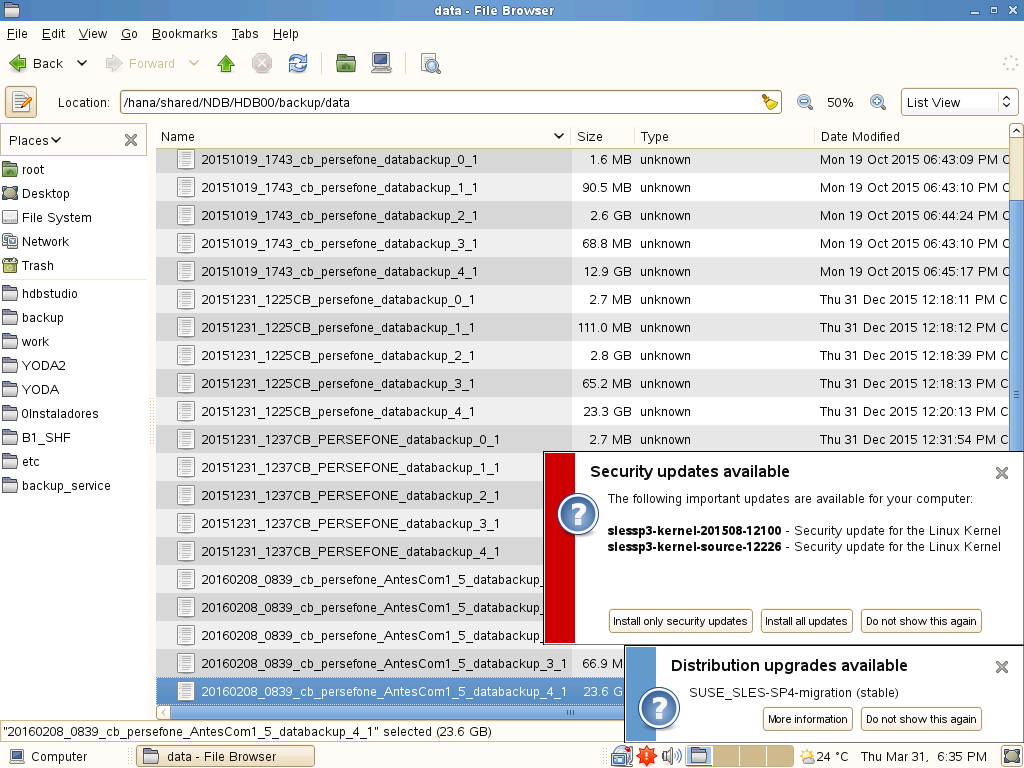 data - File Browser
File Edit View Go Bookmarks Tabs Help
Back Forward
Location: /hana/shared/NDB/HDB00/backup/data 50% List View
Places
root
Desktop
File System
Network
Trash
hdbstudio
backup
work
YODA2
YODA
0Instaladores
B1_SHF
etc
backup_service
Name Size Type Date Modified
20151019_1743_cb_persefone_databackup_0_1 1.6 MB unknown Mon 19 Oct 2015 06:43:09 PM C
20151019_1743_cb_persefone_databackup_1_1 90.5 MB unknown Mon 19 Oct 2015 06:43:10 PM C
20151019_1743_cb_persefone_databackup_2_1 2.6 GB unknown Mon 19 Oct 2015 06:44:24 PM C
20151019_1743_cb_persefone_databackup_3_1 68.8 MB unknown Mon 19 Oct 2015 06:43:10 PM C
20151019_1743_cb_persefone_databackup_4_1 12.9 GB unknown Mon 19 Oct 2015 06:45:17 PM C
20151231_1225CB_persefone_databackup_0_1 2.7 MB unknown Thu 31 Dec 2015 12:18:11 PM C
20151231_1225CB_persefone_databackup_1_1 111.0 MB unknown Thu 31 Dec 2015 12:18:12 PM C
20151231_1225CB_persefone_databackup_2_1 2.8 GB unknown Thu 31 Dec 2015 12:18:39 PM C
20151231_1225CB_persefone_databackup_3_1 65.2 MB unknown Thu 31 Dec 2015 12:18:13 PM C
20151231_1225CB_persefone_databackup_4_1 23.3 GB unknown Thu 31 Dec 2015 12:20:13 PM C
20151231_1237CB_PERSEFONE_databackup_0_1 2.7 MB unknown Thu 31 Dec 2015 12:31:54 PM C
20151231_1237CB_PERSEFONE_databackup_1_1
20151231_1237CB_PERSEFONE_databackup_2_1
20151231_1237CB_PERSEFONE_databackup_3_1
20151231_1237CB_PERSEFONE_databackup_4_1
20160208_0839_cb_persefone_AntesCom1_5_databackup_
20160208_0839_cb_persefone_AntesCom1_5_databackup_
20160208_0839_cb_persefone_AntesCom1_5_databackup_
20160208_0839_cb_persefone_AntesCom1_5_databackup_3_1 66.9 M
20160208_0839_cb_persefone_AntesCom1_5_databackup_4_1 23.6 G
Security updates available
The following important updates are available for your computer:
slessp3-kernel-201508-12100 - Security update for the Linux Kernel
slessp3-kernel-source-12226 - Security update for the Linux Kernel
Install only security updates Install all updates Do not show this again
Distribution upgrades available
SUSE_SLES-SP4-migration (stable)
More information Do not show this again
"20160208_0839_cb_persefone_AntesCom1_5_databackup_4_1" selected (23.6 GB)
Computer data - File Browser 24 °C Thu Mar 31, 6:35 PM